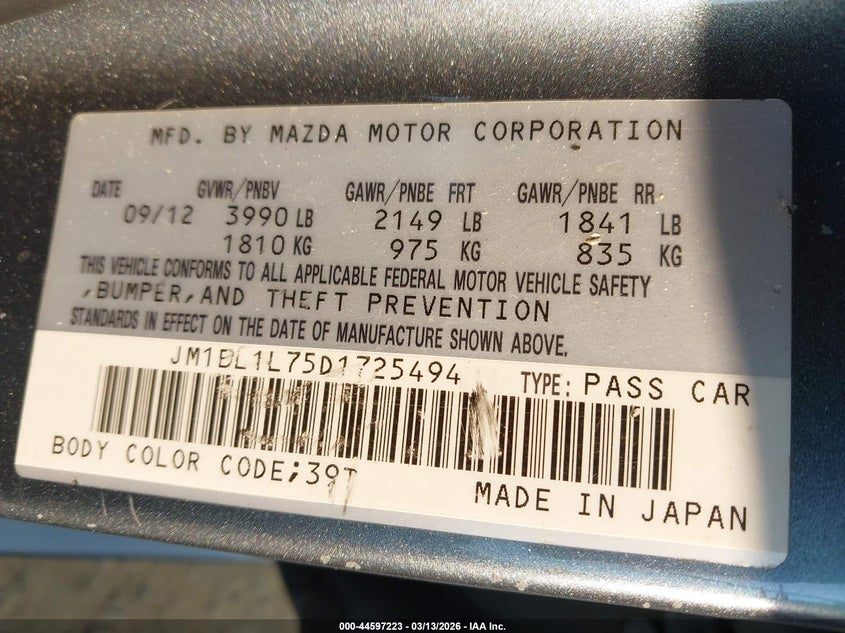 MFD. BY MAZDA MOTOR CORPORATION
DATE GVWR/PNBV GAWR/PNBE FRT GAWR/PNBE RR
09/12 3990 LB 2149 LB 1841 LB
1810 KG 975 KG 835 KG
THIS VEHICLE CONFORMS TO ALL APPLICABLE FEDERAL MOTOR VEHICLE SAFETY
,BUMPER,AND THEFT PREVENTION
STANDARDS IN EFFECT ON THE DATE OF MANUFACTURE SHOWN ABOVE.
JM1BL1L75D1725494 TYPE: PASS CAR
BODY COLOR CODE;39T
MADE IN JAPAN
000-44597223 — 03/13/2026 — IAA Inc.